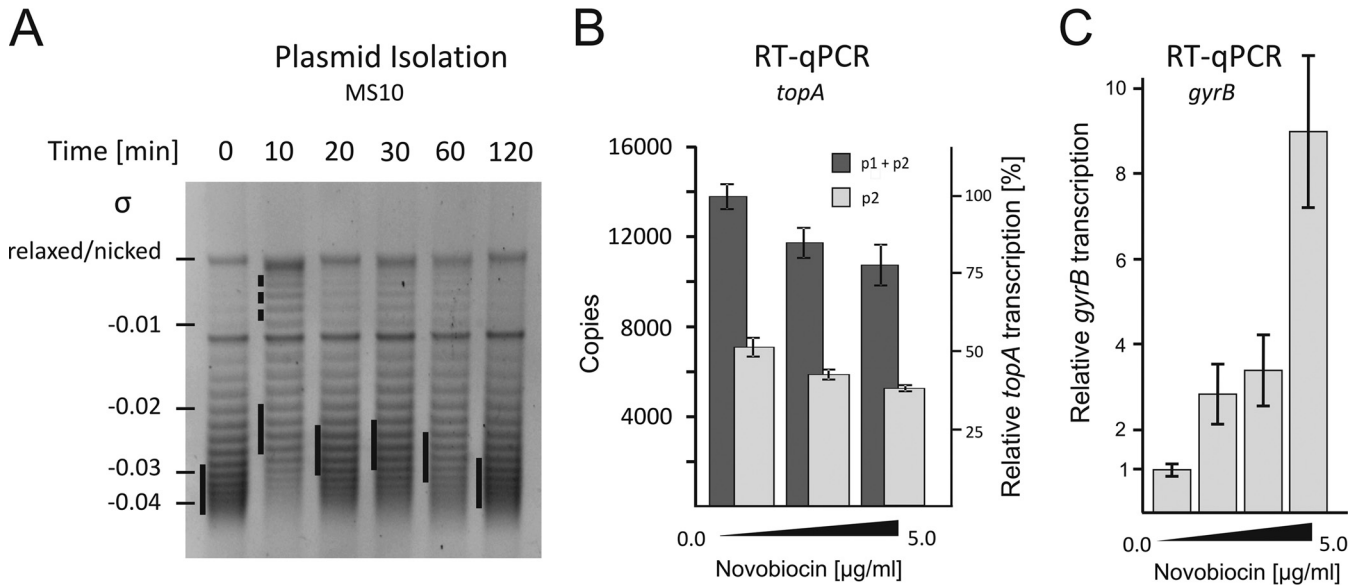 A
Plasmid Isolation
MS10
Time [min] 0 10 20 30 60 120
σ
relaxed/nicked
-0.01
-0.02
-0.03
-0.04
B
RT-qPCR
topA
16000
12000
8000
4000
Copies
p1 + p2
p2
100
75
50
25
Relative topA transcription [%]
0.0 5.0
Novobiocin [µg/ml]
C
RT-qPCR
gyrB
10
8
6
4
2
1
Relative gyrB transcription
0.0 5.0
Novobiocin [µg/ml]